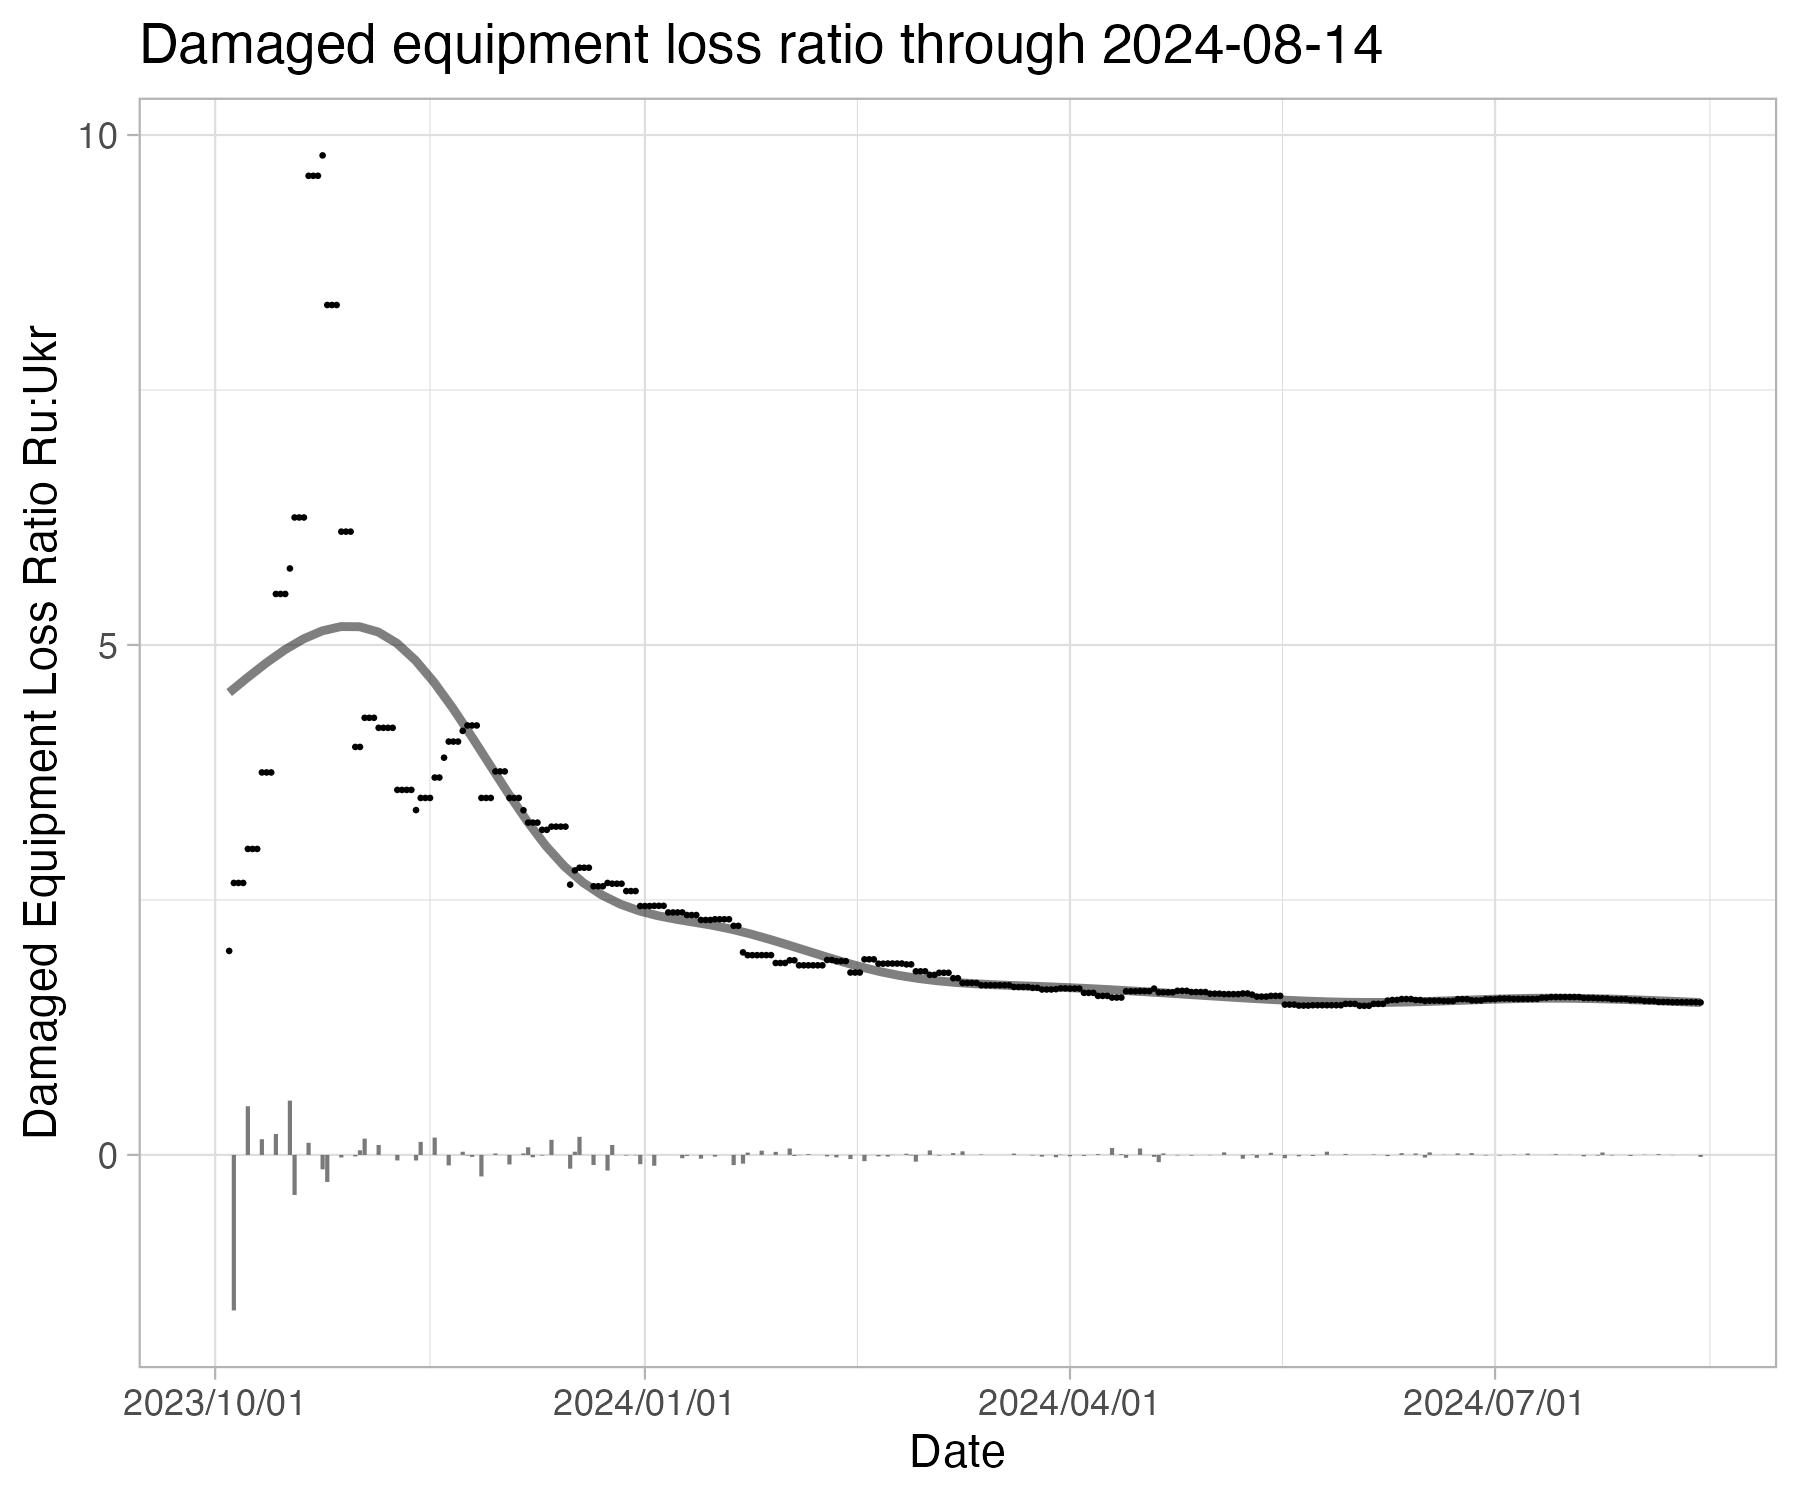 Damaged equipment loss ratio through 2024-08-14
Damaged Equipment Loss Ratio Ru:Ukr
10
5
0
2023/10/01
2024/01/01
2024/04/01
2024/07/01
Date